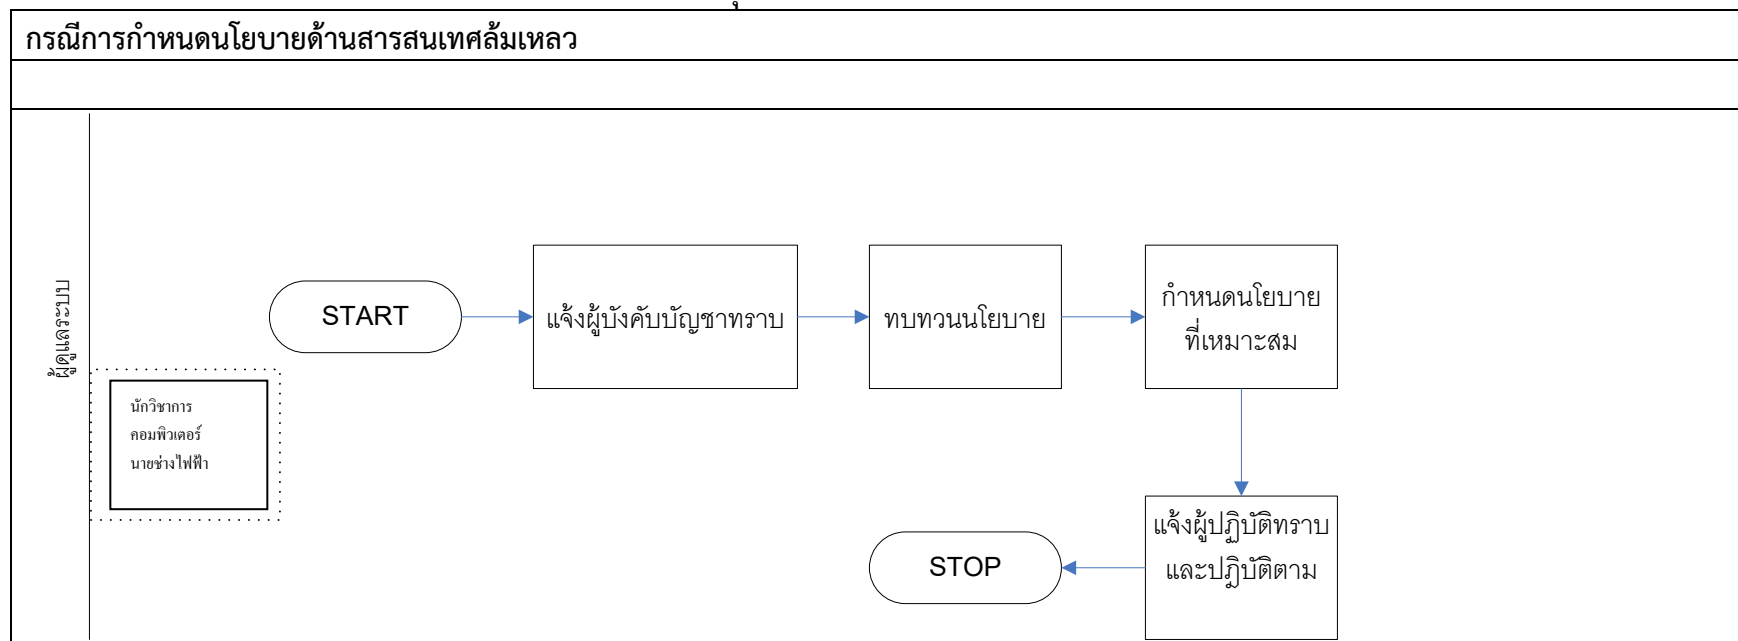 กรณีการกำหนดนโยบายด้านสารสนเทศล้มเหลว
ผู้ดูแลระบบ
START
แจ้งผู้บังคับบัญชาทราบ
ทบทวนนโยบาย
กำหนดนโยบาย
ที่เหมาะสม
นักวิชาการ
คอมพิวเตอร์
นายช่างไฟฟ้า
แจ้งผู้ปฏิบัติทราบ
และปฏิบัติตาม
STOP